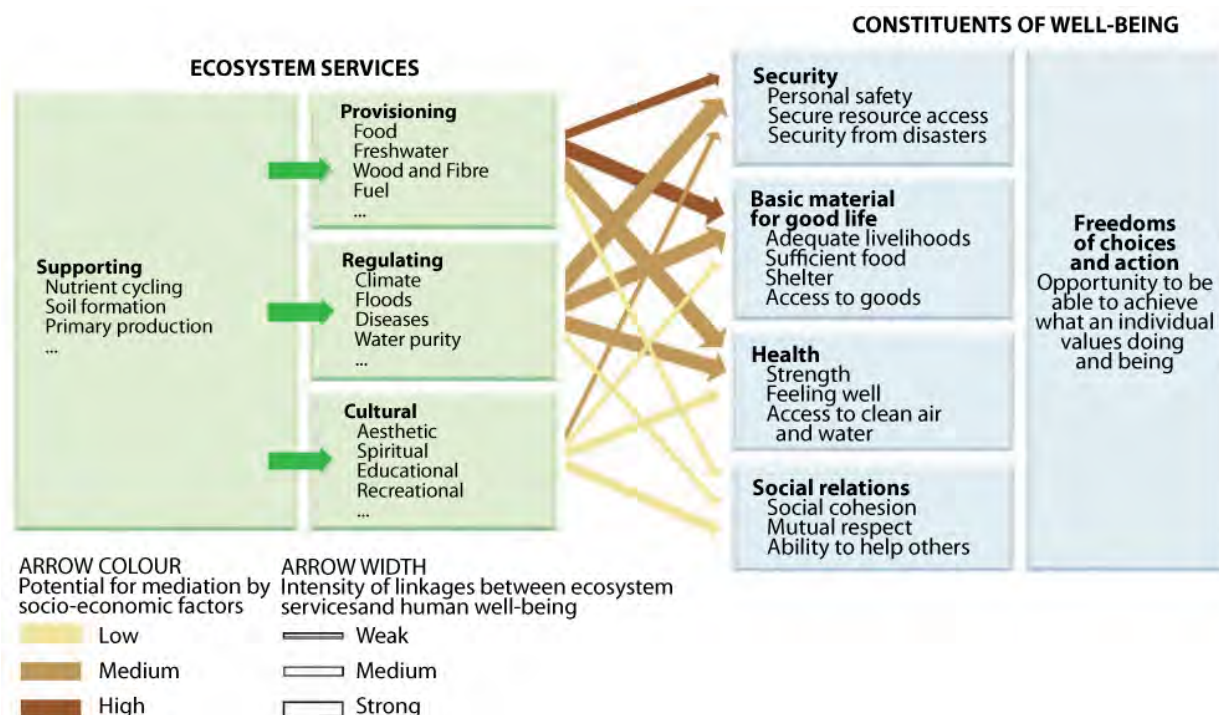 CONSTITUENTS OF WELL-BEING
ECOSYSTEM SERVICES
Supporting
Nutrient cycling
Soil formation
Primary production
...
Provisioning
Food
Freshwater
Wood and Fibre
Fuel
...
Regulating
Climate
Floods
Diseases
Water purity
...
Cultural
Aesthetic
Spiritual
Educational
Recreational
...
Security
Personal safety
Secure resource access
Security from disasters
Basic material
for good life
Adequate livelihoods
Sufficient food
Shelter
Access to goods
Health
Strength
Feeling well
Access to clean air
and water
Social relations
Social cohesion
Mutual respect
Ability to help others
Freedoms
of choices
and action
Opportunity to be
able to achieve
what an individual
values doing
and being
ARROW COLOUR
Potential for mediation by
socio-economic factors
Low
Medium
High
ARROW WIDTH
Intensity of linkages between ecosystem
servicesand human well-being
Weak
Medium
Strong